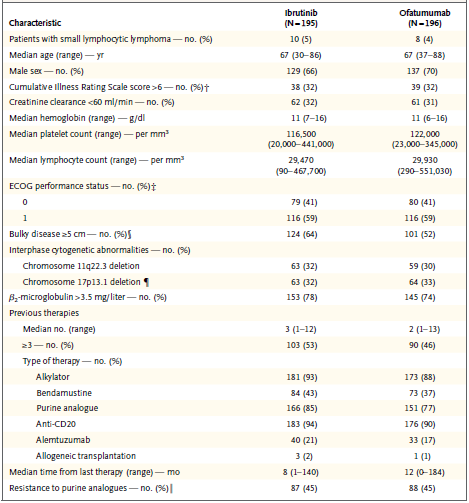 Characteristic Ibrutinib (N=195) Ofatumumab (N=196)
Patients with small lymphocytic lymphoma — no. (%) 10 (5) 8 (4)
Median age (range) — yr 67 (30–86) 67 (37–88)
Male sex — no. (%) 129 (66) 137 (70)
Cumulative Illness Rating Scale score >6 — no. (%)† 38 (32) 39 (32)
Creatinine clearance <60 ml/min — no. (%) 62 (32) 61 (31)
Median hemoglobin (range) — g/dl 11 (7–16) 11 (6–16)
Median platelet count (range) — per mm³ 116,500 122,000
(20,000–441,000) (23,000–345,000)
Median lymphocyte count (range) — per mm³ 29,470 29,930
(90–467,700) (290–551,030)
ECOG performance status — no. (%)‡
0 79 (41) 80 (41)
1 116 (59) 116 (59)
Bulky disease ≥5 cm — no. (%)§ 124 (64) 101 (52)
Interphase cytogenetic abnormalities — no. (%)
Chromosome 11q22.3 deletion 63 (32) 59 (30)
Chromosome 17p13.1 deletion ¶ 63 (32) 64 (33)
β₂-microglobulin >3.5 mg/liter — no. (%) 153 (78) 145 (74)
Previous therapies
Median no. (range) 3 (1–12) 2 (1–13)
≥3 — no. (%) 103 (53) 90 (46)
Type of therapy — no. (%)
Alkylator 181 (93) 173 (88)
Bendamustine 84 (43) 73 (37)
Purine analogue 166 (85) 151 (77)
Anti-CD20 183 (94) 176 (90)
Alemtuzumab 40 (21) 33 (17)
Allogeneic transplantation 3 (2) 1 (1)
Median time from last therapy (range) — mo 8 (1–140) 12 (0–184)
Resistance to purine analogues — no. (%)‖ 87 (45) 88 (45)